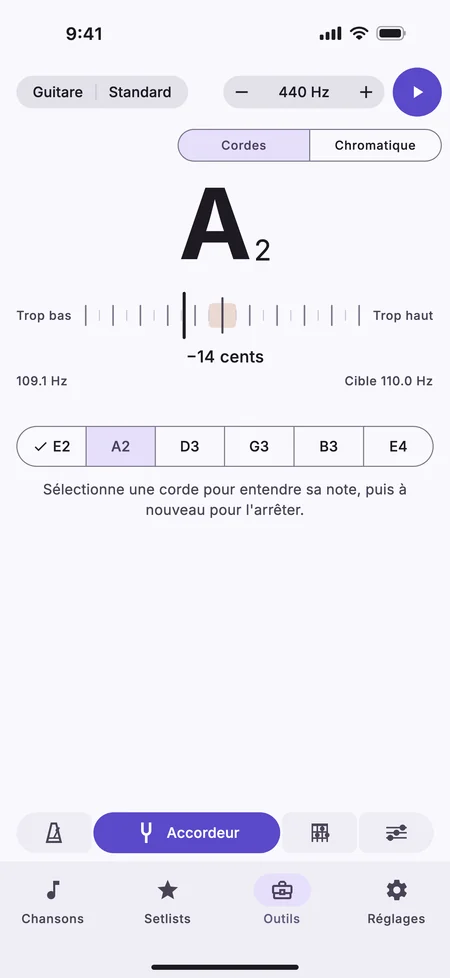 9:41
Guitare Standard
− 440 Hz +
Cordes Chromatique
A2
Trop bas Trop haut
−14 cents
109.1 Hz Cible 110.0 Hz
E2 A2 D3 G3 B3 E4
Sélectionne une corde pour entendre sa note, puis à
nouveau pour l'arrêter.
Accordeur
Chansons Setlists Outils Réglages